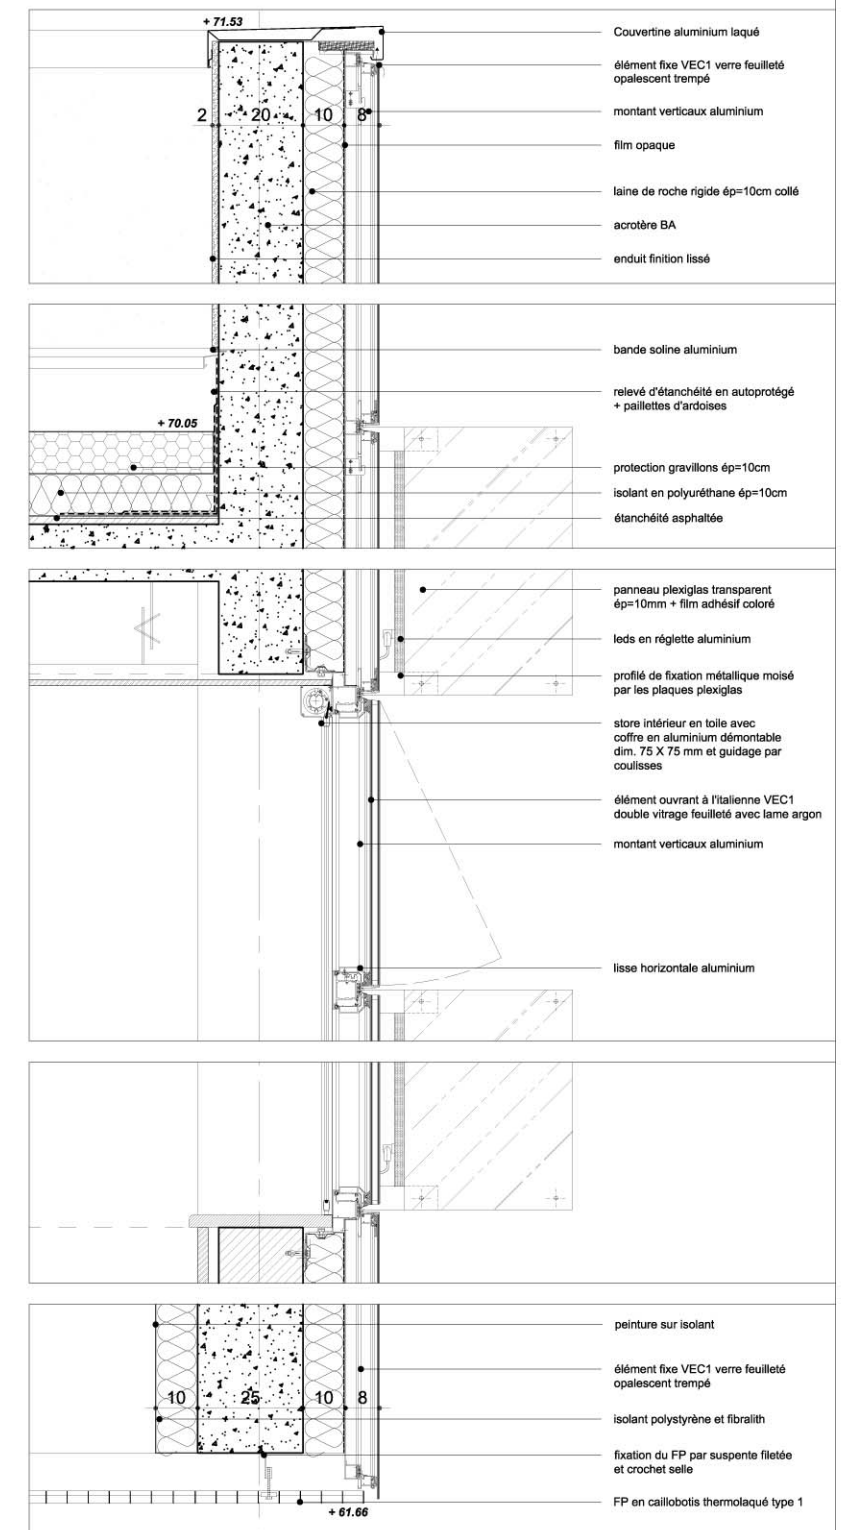 + 71.53
Couvertine aluminium laqué
élément fixe VEC1 verre feuilleté
opalescent trempé
montant verticaux aluminium
2 20 10 8
film opaque
laine de roche rigide ép=10cm collé
acrotère BA
enduit finition lissé
bande soline aluminium
relevé d'étanchéité en autoprotégé
+ paillettes d'ardoises
+ 70.05
protection gravillons ép=10cm
isolant en polyuréthane ép=10cm
étanchéité asphaltée
panneau plexiglas transparent
ép=10mm + film adhésif coloré
leds en réglette aluminium
profilé de fixation métallique moisé
par les plaques plexiglas
store intérieur en toile avec
coffre en aluminium démontable
dim. 75 X 75 mm et guidage par
coulisses
élément ouvrant à l'italienne VEC1
double vitrage feuilleté avec lame argon
montant verticaux aluminium
lisse horizontale aluminium
peinture sur isolant
élément fixe VEC1 verre feuilleté
opalescent trempé
10 25 10 8
isolant polystyrène et fibralith
fixation du FP par suspente filetée
et crochet selle
FP en caillobotis thermolaqué type 1
+ 61.66